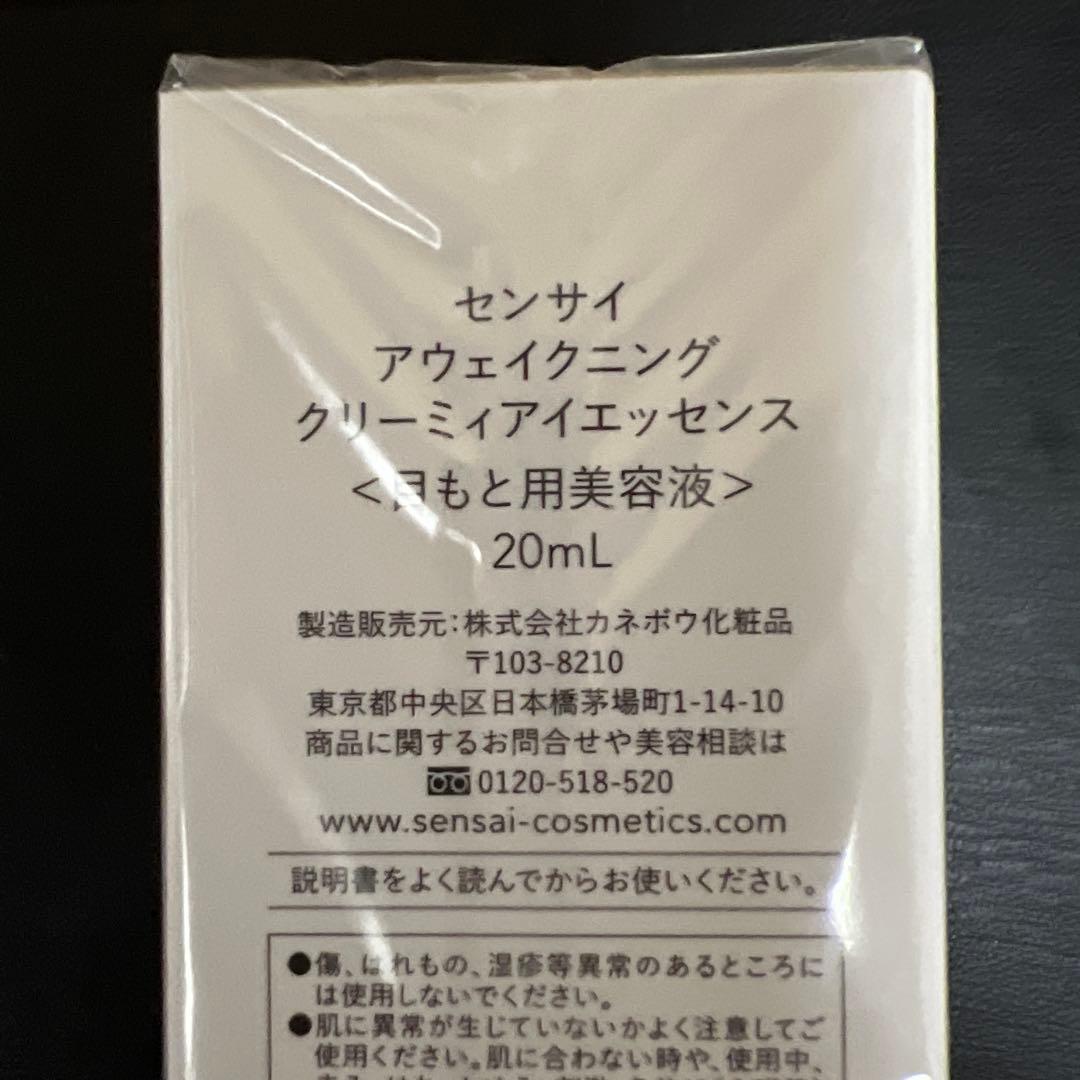 センサイ
アウェイクニング
クリーミィアイエッセンス
<目もと用美容液>
20mL
製造販売元:株式会社カネボウ化粧品
〒103-8210
東京都中央区日本橋茅場町1-14-10
商品に関するお問合せや美容相談は
0120-518-520
www.sensai-cosmetics.com
説明書をよく読んでからお使いください。
●傷、はれもの、湿疹等異常のあるところに
は使用しないでください。
●肌に異常が生じていないかよく注意してご
使用ください。肌に合わない時や、使用中、